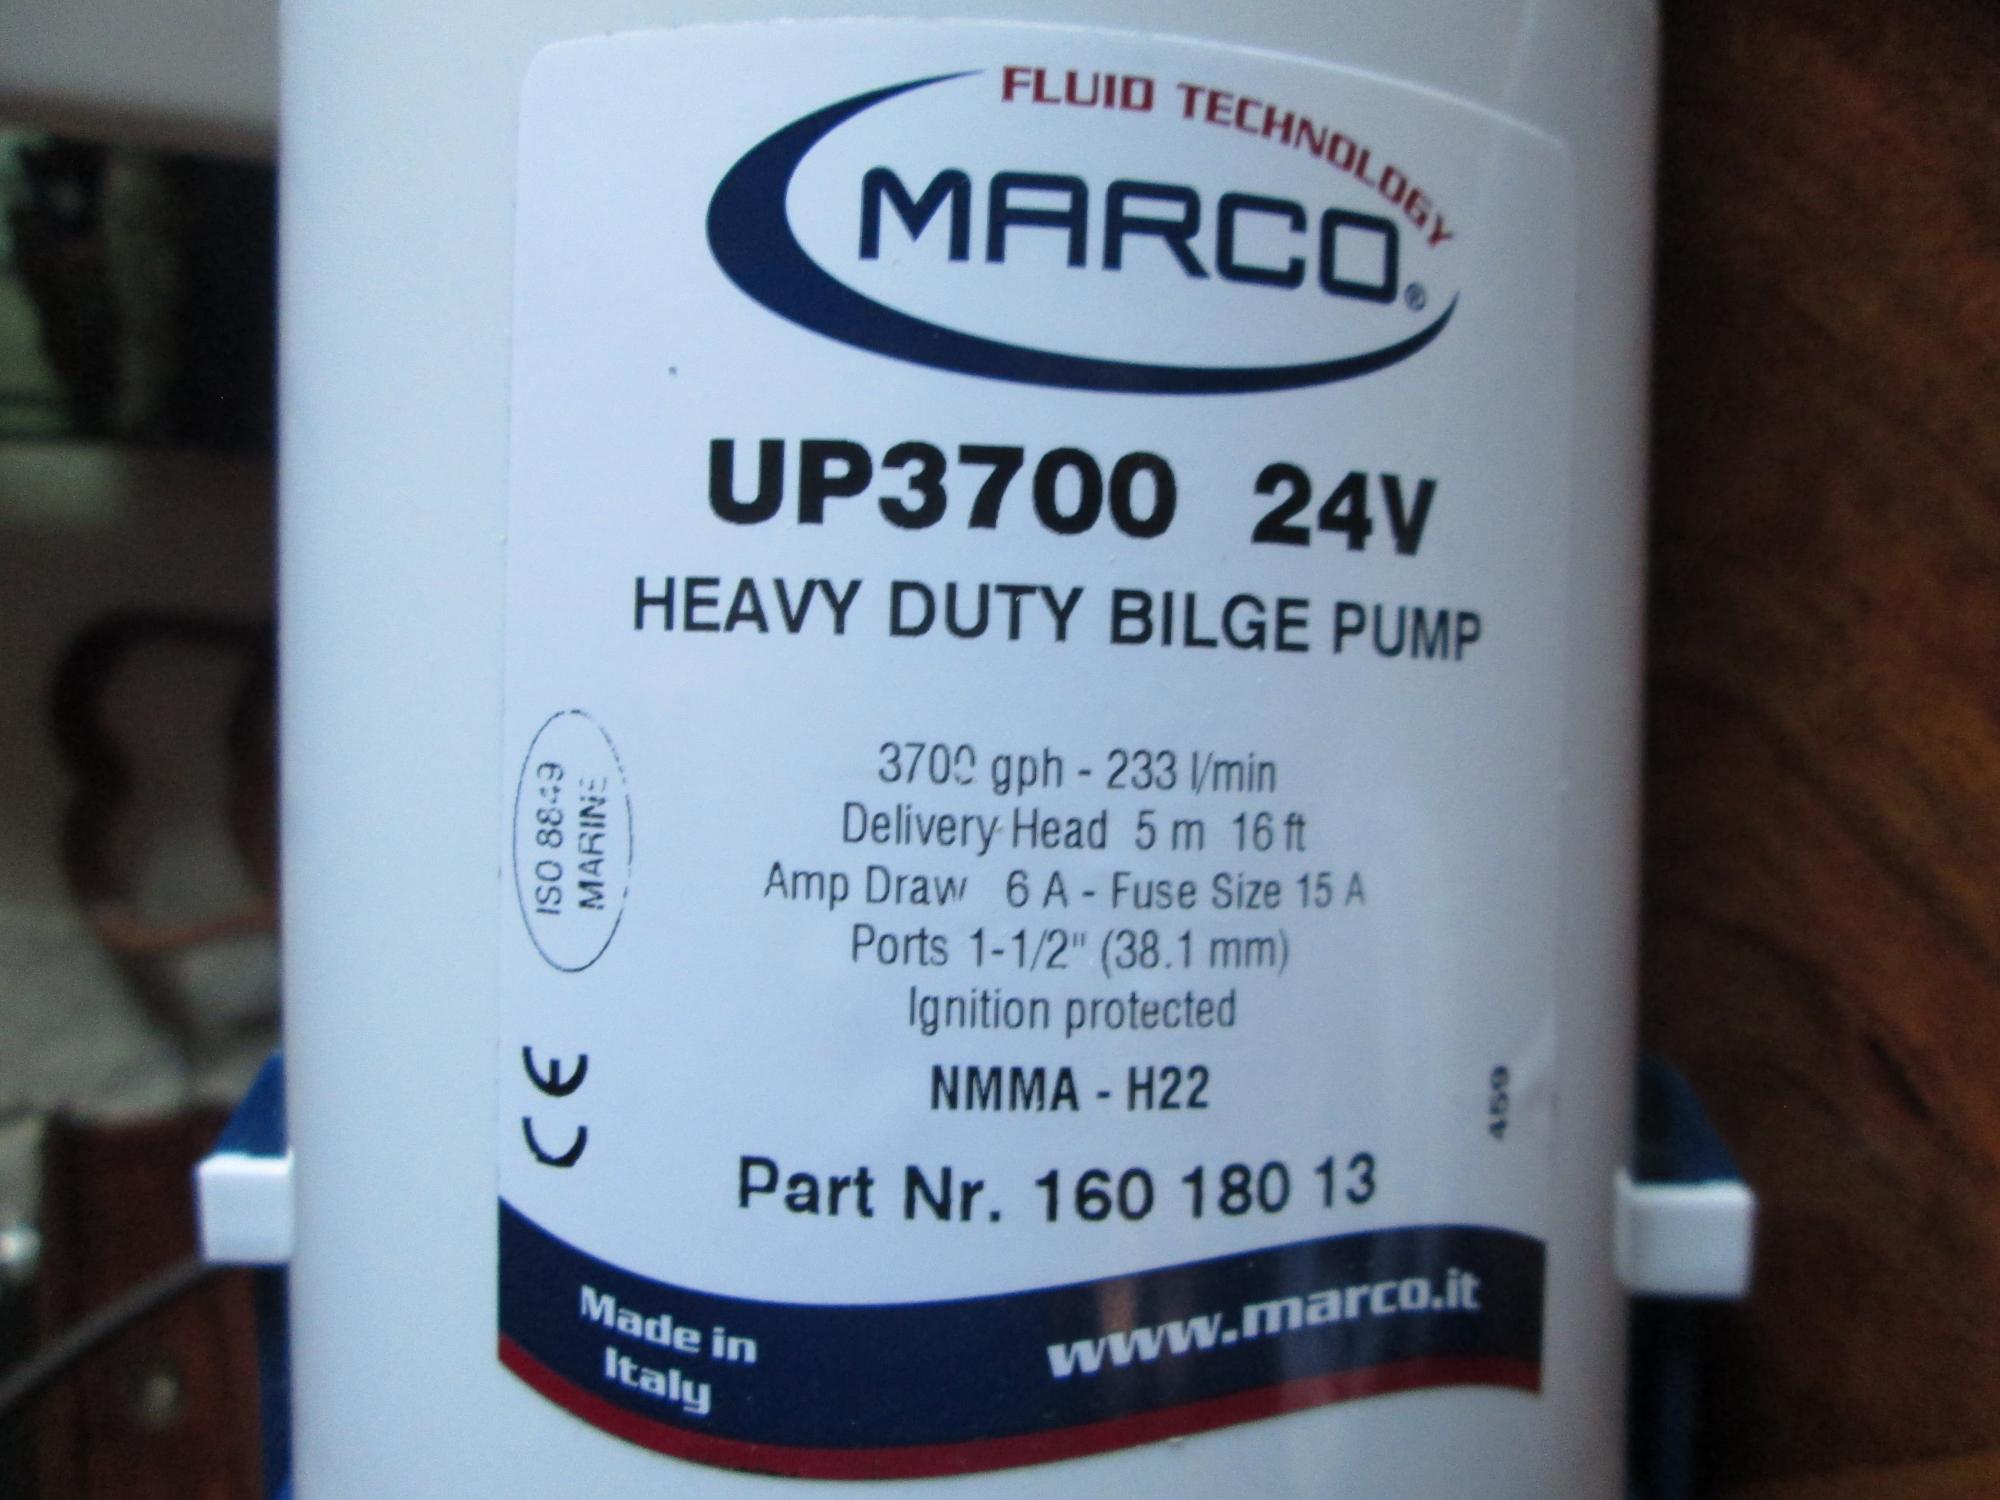 FLUID TECHNOLOGY
MARCO®
UP3700 24V
HEAVY DUTY BILGE PUMP
ISO 8849
MARINE
3700 gph - 233 l/min
Delivery Head 5 m 16 ft
Amp Draw 6 A - Fuse Size 15 A
Ports 1-1/2" (38.1 mm)
Ignition protected
NMMA - H22
CE
459
Part Nr. 160 180 13
Made in
Italy
www.marco.it